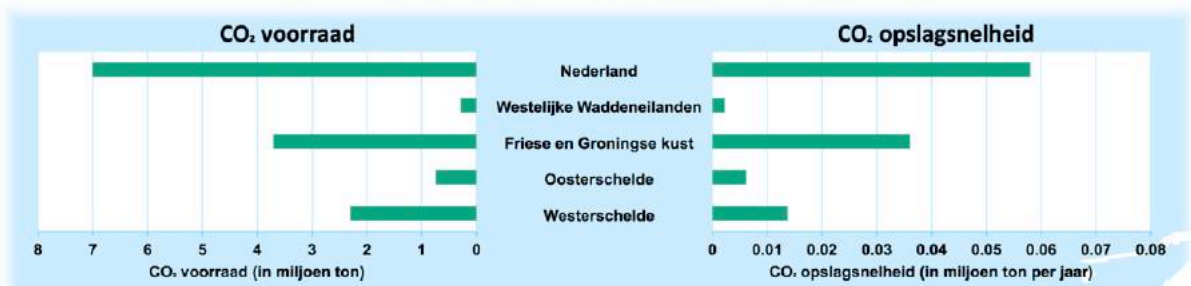 CO₂ voorraad
8 7 6 5 4 3 2 1 0
CO₂ voorraad (in miljoen ton)
Nederland
Westelijke Waddeneilanden
Friese en Groningse kust
Oosterschelde
Westerschelde
CO₂ opslagsnelheid
0 0.01 0.02 0.03 0.04 0.05 0.06 0.07 0.08
CO₂ opslagsnelheid (in miljoen ton per jaar)